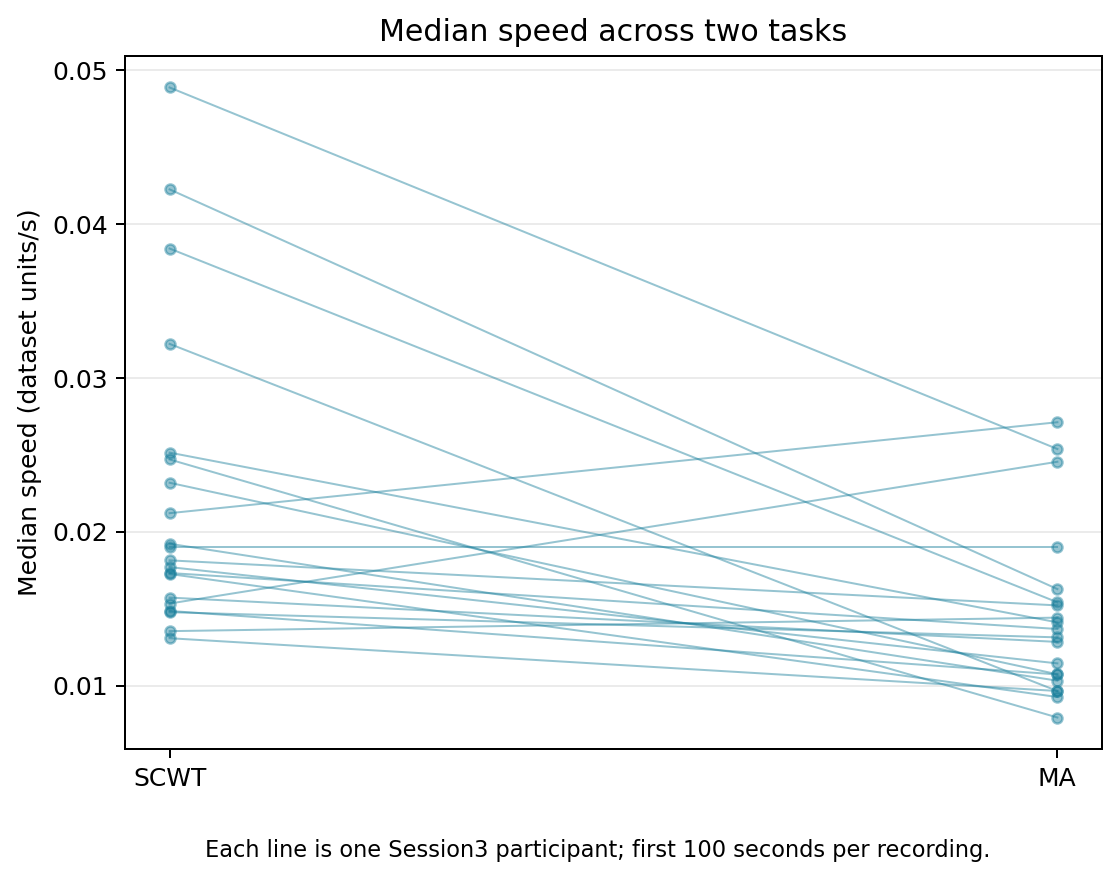 Median speed across two tasks
Median speed (dataset units/s)
0.05
0.04
0.03
0.02
0.01
SCWT
MA
Each line is one Session3 participant; first 100 seconds per recording.